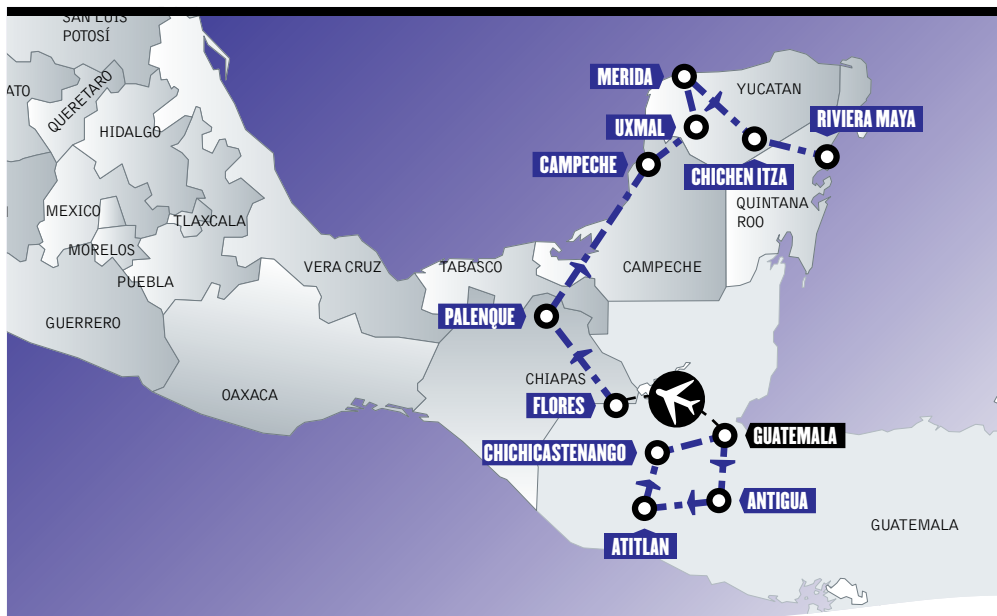 SAN LUIS
POTOSÍ
ATO
QUERETARO
HIDALGO
MEXICO
TLAXCALA
MORELOS
PUEBLA
GUERRERO
VERA CRUZ
OAXACA
TABASCO
CHIAPAS
CAMPECHE
YUCATAN
QUINTANA
ROO
MERIDA
UXMAL
CAMPECHE
RIVIERA MAYA
CHICHEN ITZA
PALENQUE
FLORES
CHICHICASTENANGO
GUATEMALA
ANTIGUA
ATITLAN
GUATEMALA